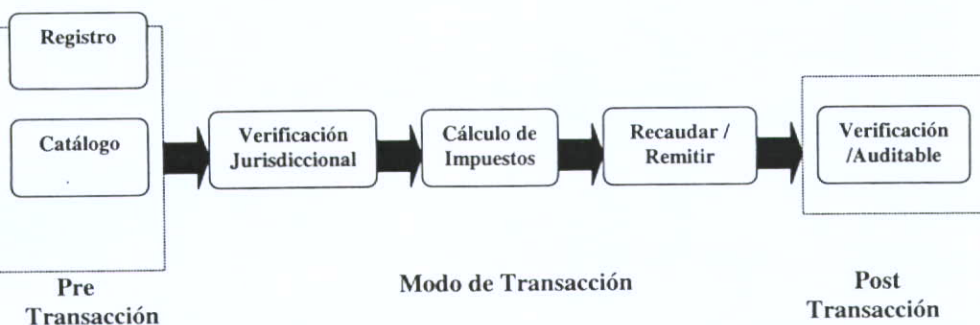 Registro
Catálogo
Verificación
Jurisdiccional
Cálculo de
Impuestos
Recaudar /
Remitir
Verificación
/Auditable
Pre
Transacción
Modo de Transacción
Post
Transacción